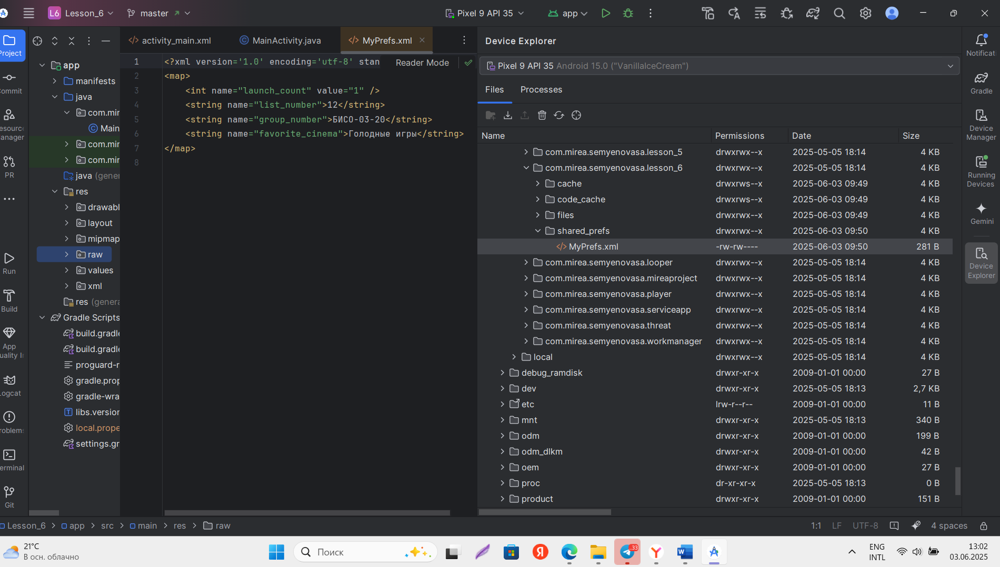 L6 Lesson_6
master
Pixel 9 API 35
app
Project
activity_main.xml
MainActivity.java
MyPrefs.xml
Device Explorer
Notificat
app
manifests
java
com.mir
Main
com.mir
com.mir
java (gener
res
drawabl
layout
mipmap
raw
values
xml
res (genera
Gradle Scripts
build.gradle
build.gradle
proguard-r
gradle.prop
gradle-wra
libs.version
local.prope
settings.gr
ommit
esourc
anager
PR
Run
Build
App
uality I
ogcat
roblem
erminal
Git
1 <?xml version='1.0' encoding='utf-8' stan
Reader Mode
2 <map>
3 <int name="launch_count" value="1" />
4 <string name="list_number">12</string>
5 <string name="group_number">БИСО-03-20</string>
6 <string name="favorite_cinema">Голодные игры</string>
7 </map>
8
Pixel 9 API 35 Android 15.0 ("VanillaIceCream")
Files Processes
Name Permissions Date Size
com.mirea.semyenovasa.lesson_5 drwxrwx--x 2025-05-05 18:14 4 KB
com.mirea.semyenovasa.lesson_6 drwxrwx--x 2025-05-05 18:14 4 KB
cache drwxrws--x 2025-06-03 09:49 4 KB
code_cache drwxrws--x 2025-06-03 09:49 4 KB
files drwxrwx--x 2025-06-03 09:49 4 KB
shared_prefs drwxrwx--x 2025-06-03 09:50 4 KB
MyPrefs.xml -rw-rw---- 2025-06-03 09:50 281 B
com.mirea.semyenovasa.looper drwxrwx--x 2025-05-05 18:14 4 KB
com.mirea.semyenovasa.mireaproject drwxrwx--x 2025-05-05 18:14 4 KB
com.mirea.semyenovasa.player drwxrwx--x 2025-05-05 18:14 4 KB
com.mirea.semyenovasa.serviceapp drwxrwx--x 2025-05-05 18:14 4 KB
com.mirea.semyenovasa.threat drwxrwx--x 2025-05-05 18:14 4 KB
com.mirea.semyenovasa.workmanager drwxrwx--x 2025-05-05 18:14 4 KB
local drwxrwx--x 2025-05-05 18:14 4 KB
debug_ramdisk drwxr-xr-x 2009-01-01 00:00 27 B
dev drwxr-xr-x 2025-05-05 18:13 2,7 KB
etc lrw-r--r-- 2009-01-01 00:00 11 B
mnt drwxr-xr-x 2025-05-05 18:13 340 B
odm drwxr-xr-x 2009-01-01 00:00 199 B
odm_dlkm drwxr-xr-x 2009-01-01 00:00 42 B
oem drwxr-xr-x 2009-01-01 00:00 27 B
proc dr-xr-xr-x 2025-05-05 18:13 0 B
product drwxr-xr-x 2009-01-01 00:00 151 B
Gradle
Device
Manager
Running
Devices
Gemini
Device
Explorer
Lesson_6 > app > src > main > res > raw
1:1 LF UTF-8 4 spaces
21°C
В осн. облачно
Поиск
33
ENG
INTL
13:02
03.06.2025